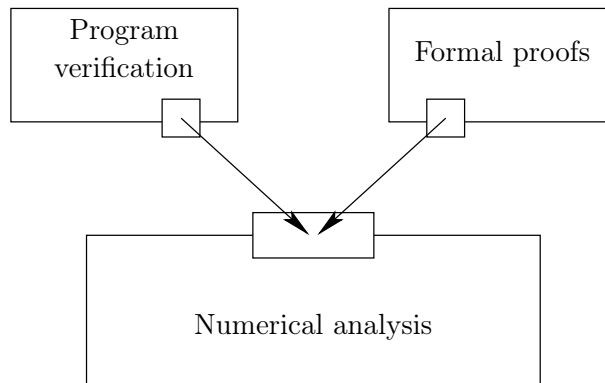 Program
verification
Formal proofs
Numerical analysis